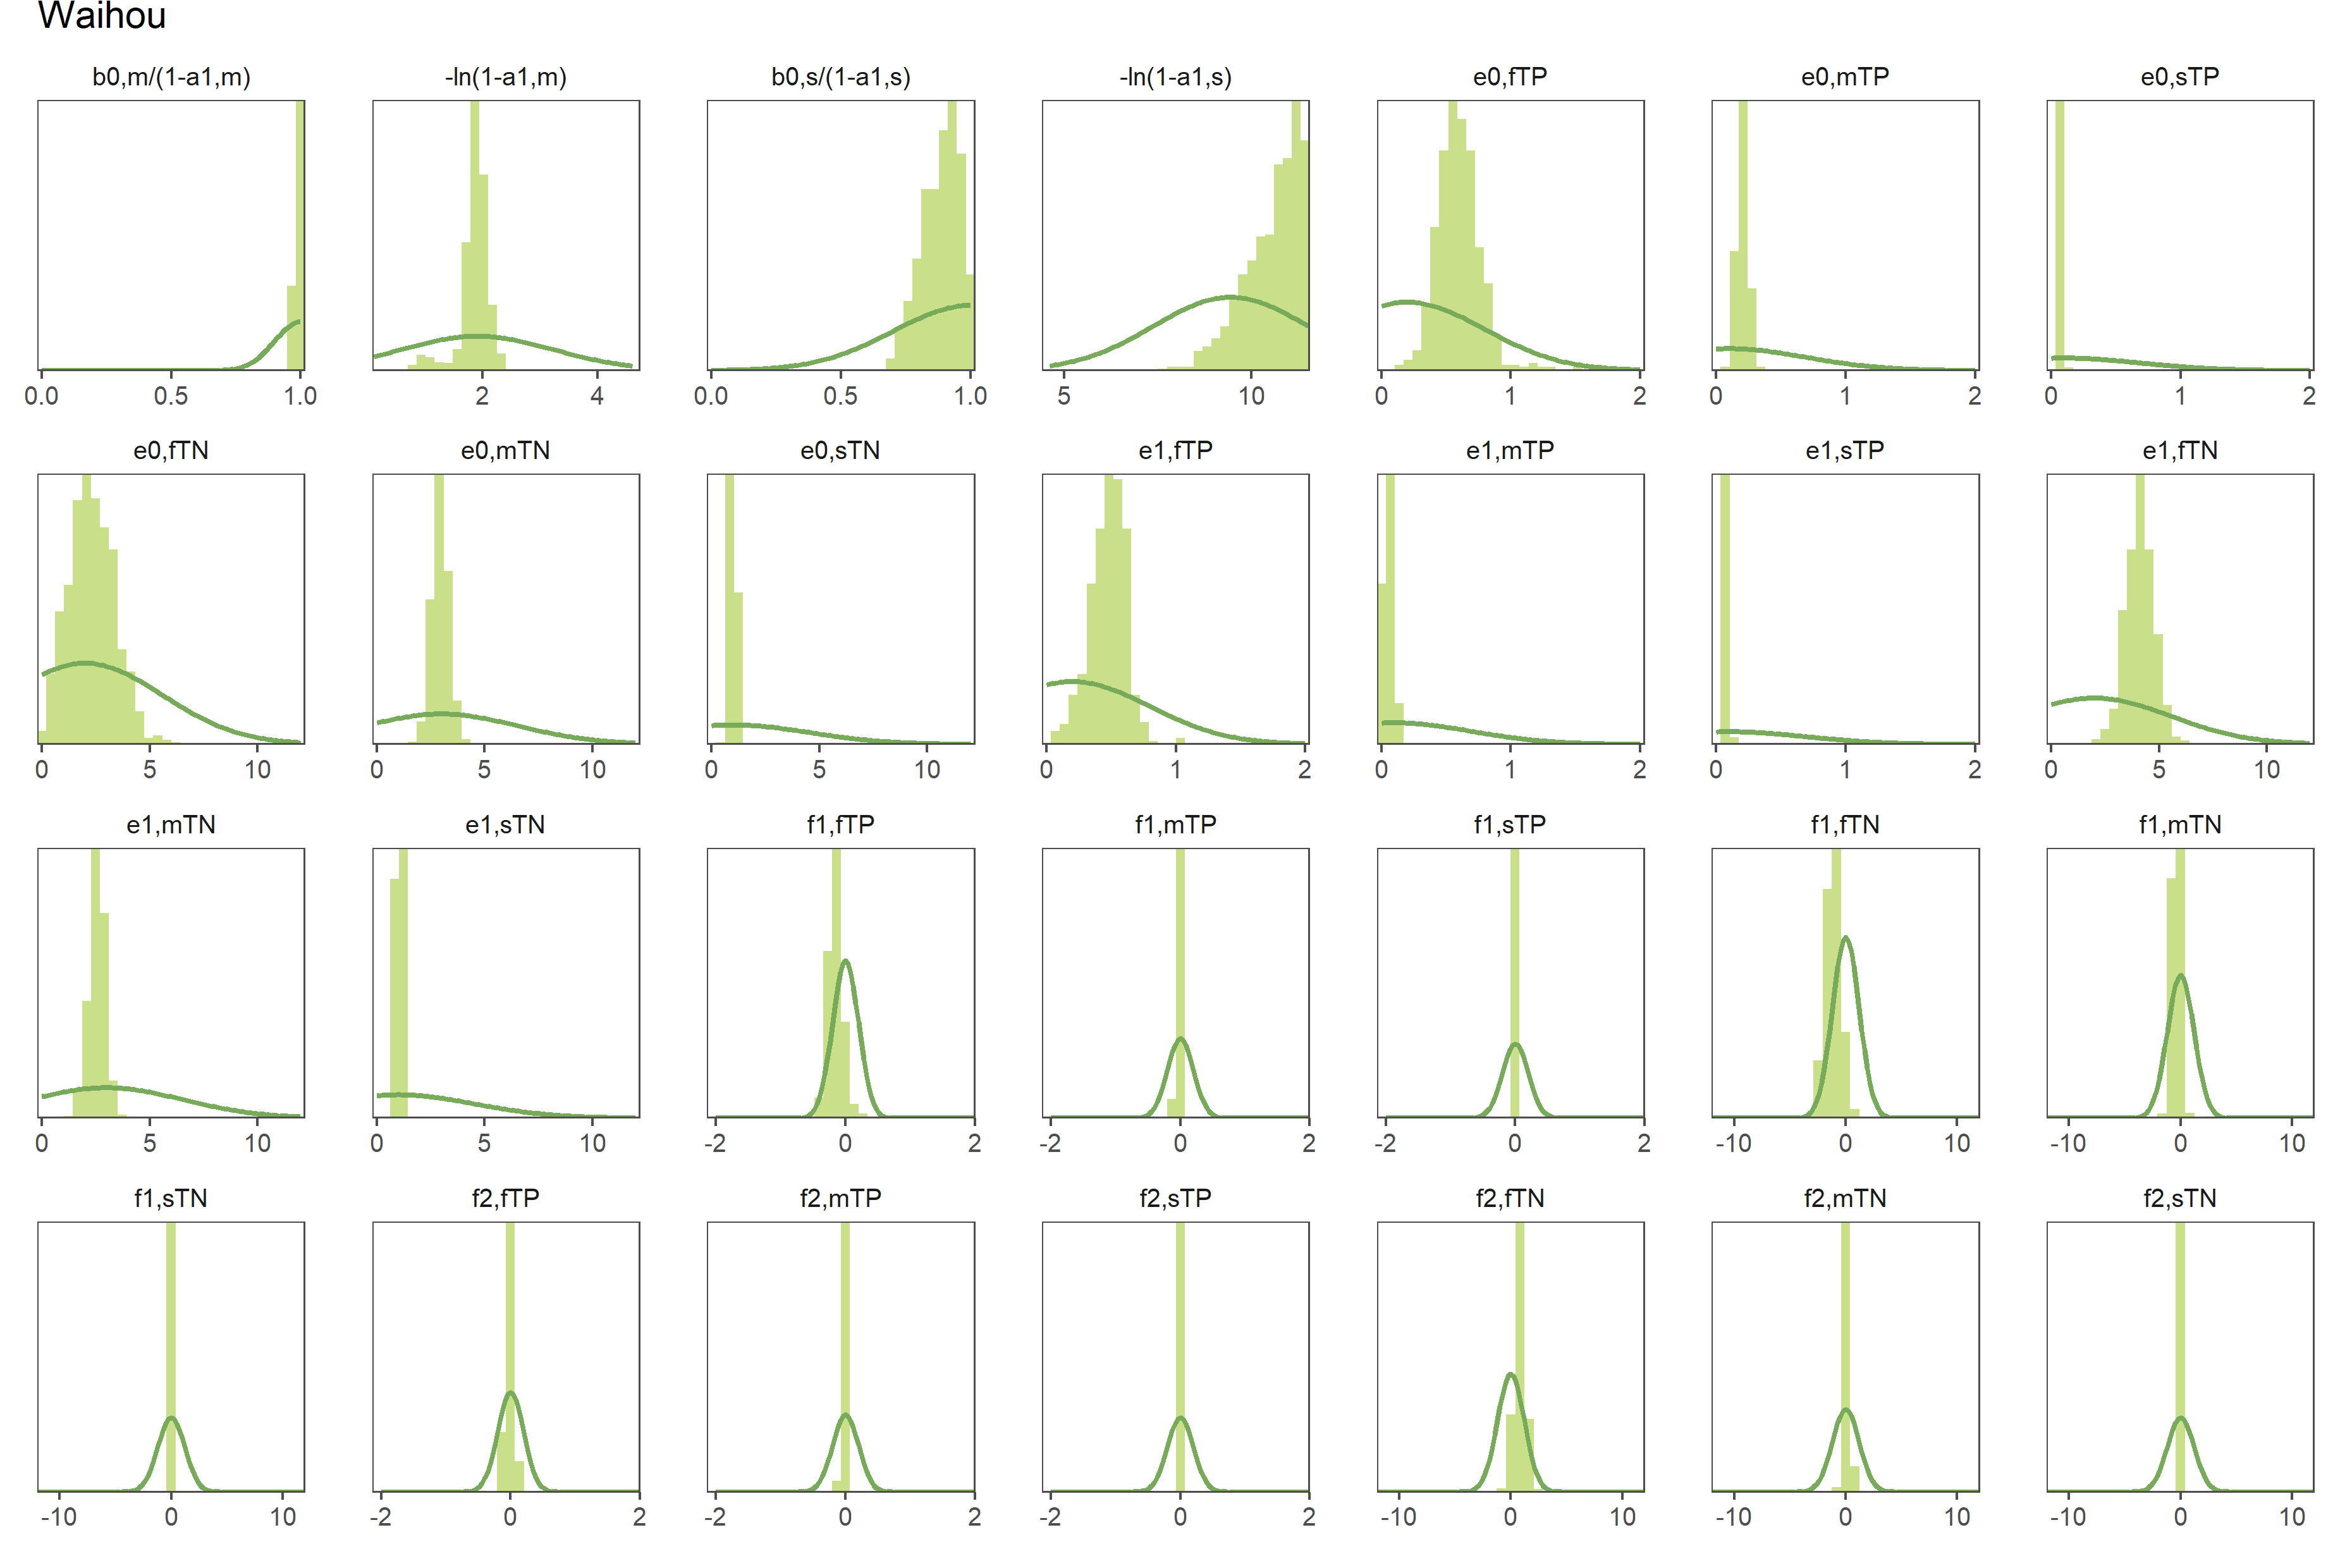 Waihou
b0,m/(1-a1,m) -ln(1-a1,m) b0,s/(1-a1,s) -ln(1-a1,s) e0,fTP e0,mTP e0,sTP
0.0 0.5 1.0 2 4 0.0 0.5 1.0 5 10 0 1 2 0 1 2 0 1 2
e0,fTN e0,mTN e0,sTN e1,fTP e1,mTP e1,sTP e1,fTN
0 5 10 0 5 10 0 5 10 0 1 2 0 1 2 0 1 2 0 5 10
e1,mTN e1,sTN f1,fTP f1,mTP f1,sTP f1,fTN f1,mTN
0 5 10 0 5 10 -2 0 2 -2 0 2 -2 0 2 -10 0 10 -10 0 10
f1,sTN f2,fTP f2,mTP f2,sTP f2,fTN f2,mTN f2,sTN
-10 0 10 -2 0 2 -2 0 2 -2 0 2 -10 0 10 -10 0 10 -10 0 10